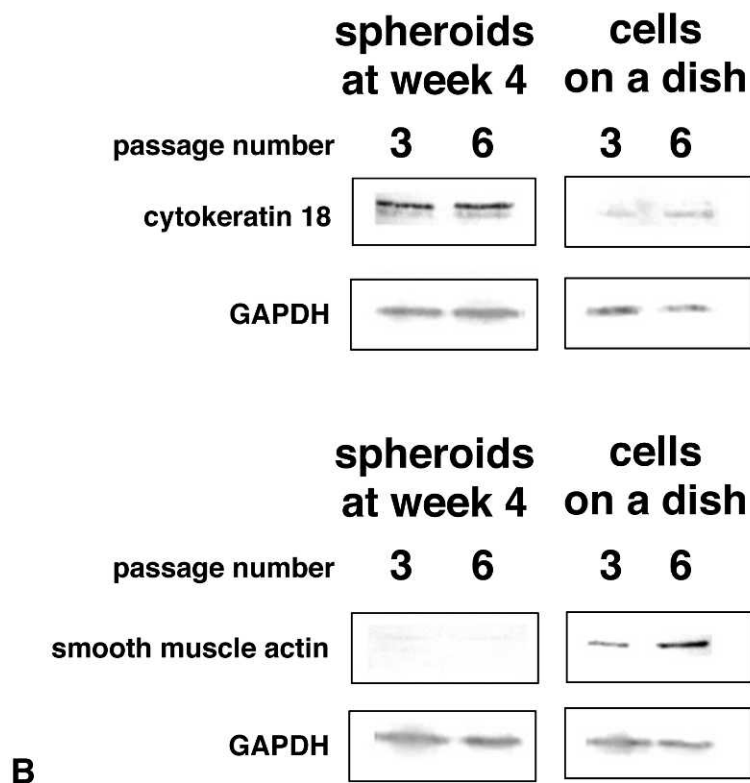 spheroids cells
at week 4 on a dish
passage number 3 6 3 6
cytokeratin 18
GAPDH
spheroids cells
at week 4 on a dish
passage number 3 6 3 6
smooth muscle actin
GAPDH
B